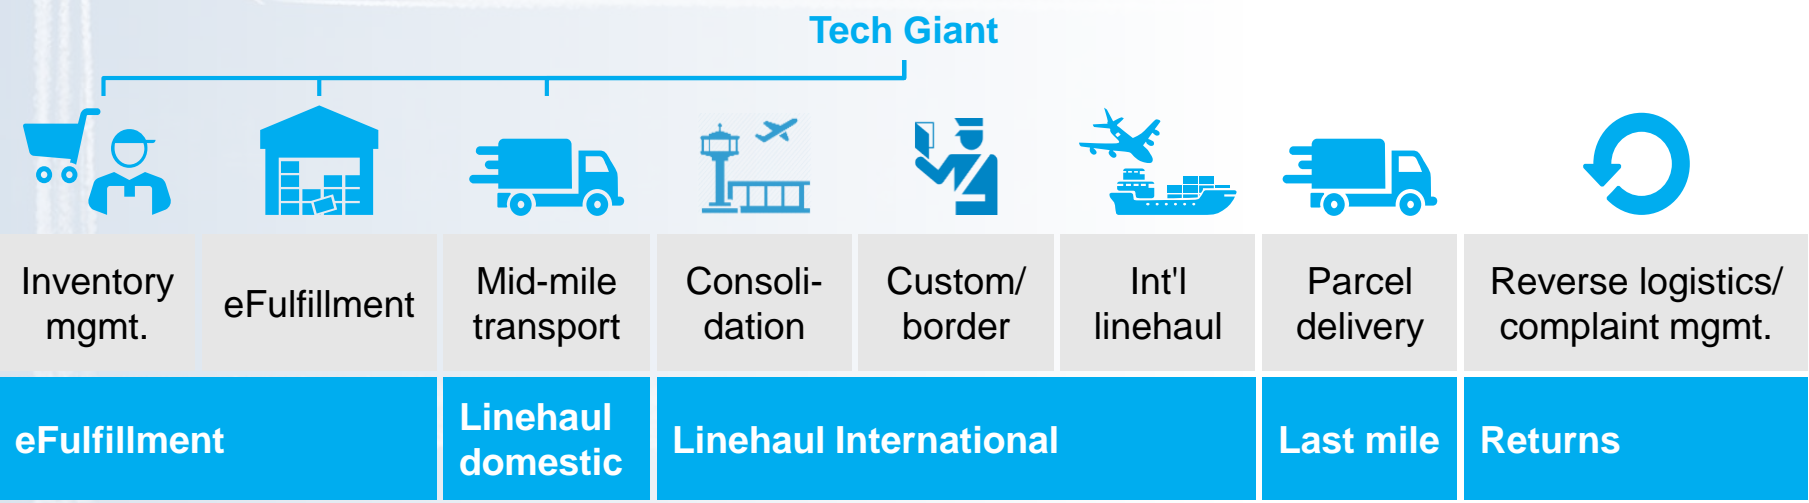 Tech Giant
Inventory
mgmt.
eFulfillment
Mid-mile
transport
Consoli-
dation
Custom/
border
Int'l
linehaul
Parcel
delivery
Reverse logistics/
complaint mgmt.
eFulfillment
Linehaul
domestic
Linehaul International
Last mile
Returns